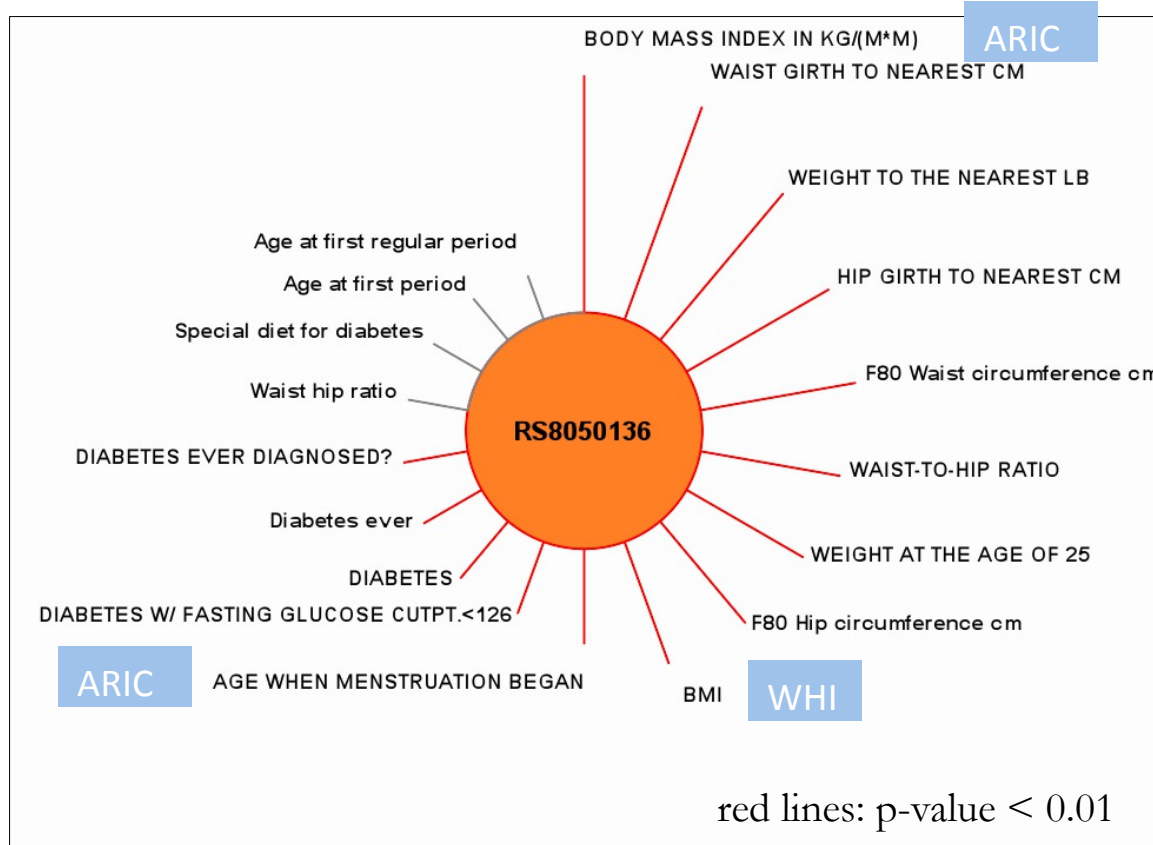 ARIC
BODY MASS INDEX IN KG/(M*M)
WAIST GIRTH TO NEAREST CM
WEIGHT TO THE NEAREST LB
Age at first regular period
HIP GIRTH TO NEAREST CM
Age at first period
Special diet for diabetes
F80 Waist circumference cm
Waist hip ratio
RS8050136
DIABETES EVER DIAGNOSED?
WAIST-TO-HIP RATIO
Diabetes ever
WEIGHT AT THE AGE OF 25
DIABETES
DIABETES W/ FASTING GLUCOSE CUTPT.<126
F80 Hip circumference cm
ARIC
AGE WHEN MENSTRUATION BEGAN
BMI
WHI
red lines: p-value < 0.01